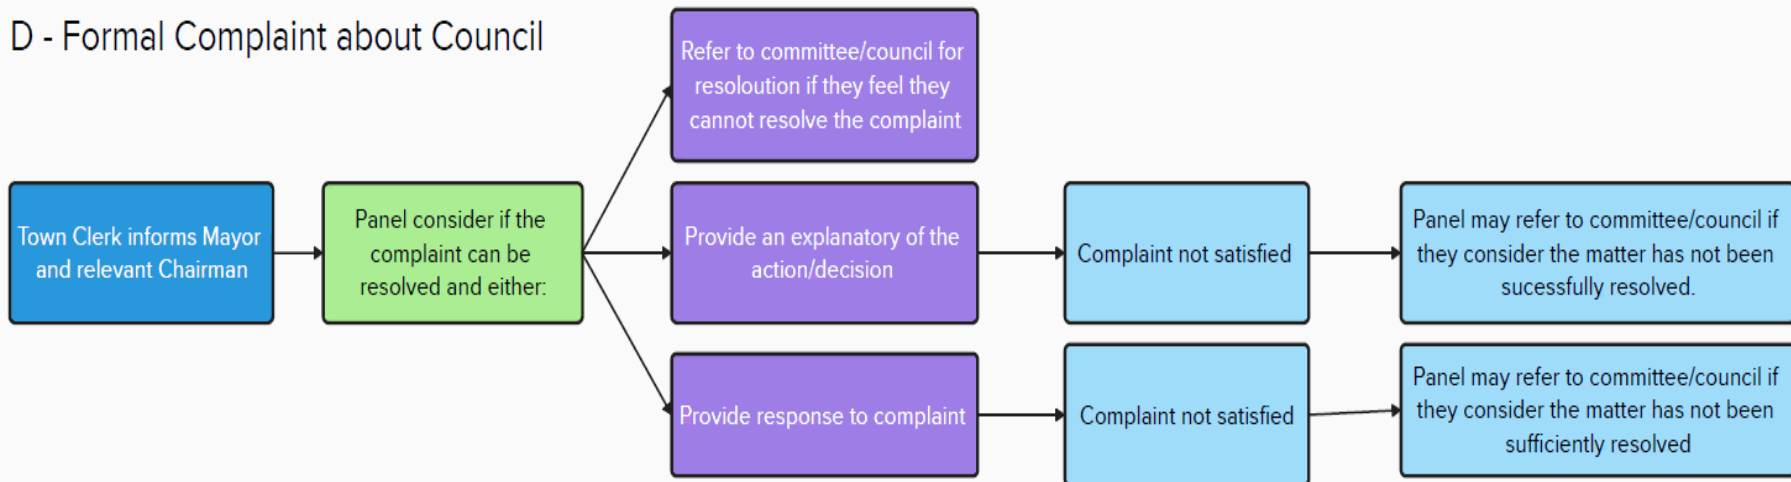 D - Formal Complaint about Council
Refer to committee/council for
resoloution if they feel they
cannot resolve the complaint
Town Clerk informs Mayor
and relevant Chairman
Panel consider if the
complaint can be
resolved and either:
Provide an explanatory of the
action/decision
Complaint not satisfied
Panel may refer to committee/council if
they consider the matter has not been
sucessfully resolved.
Provide response to complaint
Complaint not satisfied
Panel may refer to committee/council if
they consider the matter has not been
sufficiently resolved